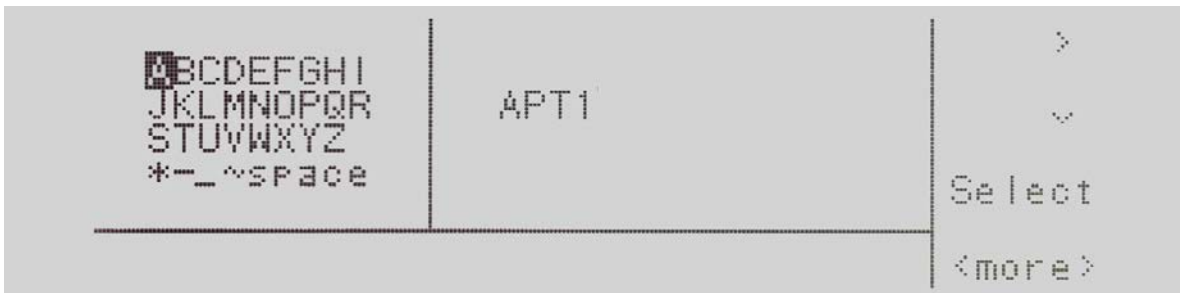 ABCDEFGHI
JKLMNOPQR
STUVWXYZ
*-_~space
APT1
>
⌄
Select
<more>